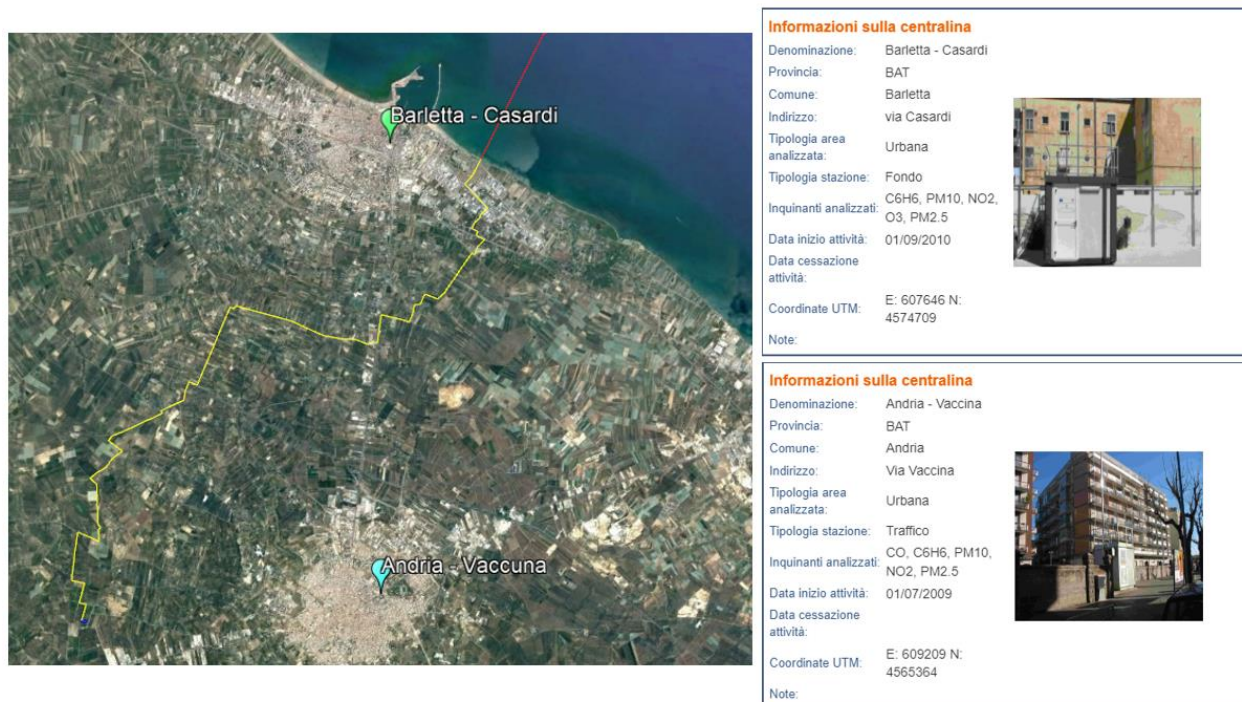 Barletta - Casardi
Andria - Vaccuna
Informazioni sulla centralina
Denominazione: Barletta - Casardi
Provincia: BAT
Comune: Barletta
Indirizzo: via Casardi
Tipologia area
analizzata: Urbana
Tipologia stazione: Fondo
Inquinanti analizzati: C6H6, PM10, NO2,
O3, PM2.5
Data inizio attività: 01/09/2010
Data cessazione
attività:
Coordinate UTM: E: 607646 N:
4574709
Note:
Informazioni sulla centralina
Denominazione: Andria - Vaccina
Provincia: BAT
Comune: Andria
Indirizzo: Via Vaccina
Tipologia area
analizzata: Urbana
Tipologia stazione: Traffico
Inquinanti analizzati: CO, C6H6, PM10,
NO2, PM2.5
Data inizio attività: 01/07/2009
Data cessazione
attività:
Coordinate UTM: E: 609209 N:
4565364
Note: